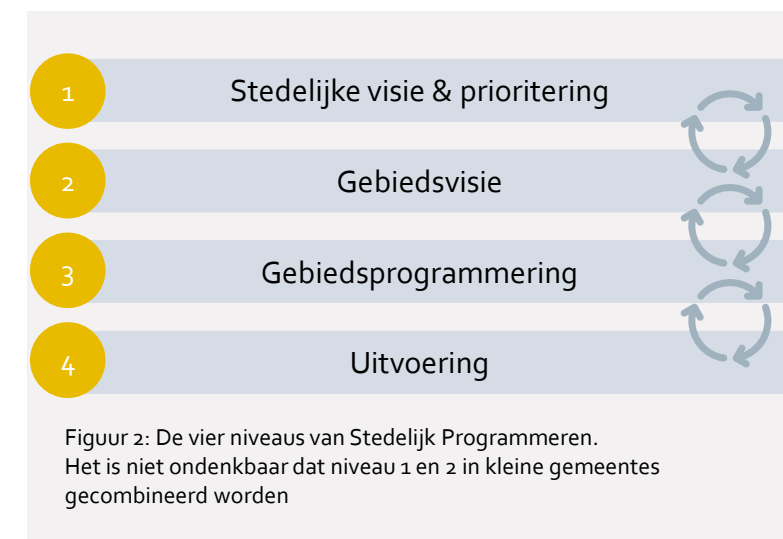 1 Stedelijke visie & prioritering
2 Gebiedsvisie
3 Gebiedsprogrammering
4 Uitvoering
Figuur 2: De vier niveaus van Stedelijk Programmeren.
Het is niet ondenkbaar dat niveau 1 en 2 in kleine gemeentes
gecombineerd worden